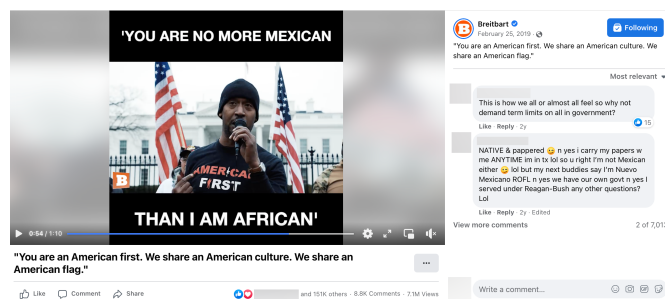 'YOU ARE NO MORE MEXICAN
AMERICA
FIRST
B
THAN I AM AFRICAN'
0:54 / 1:10
"You are an American first. We share an American culture. We share an
American flag."
Like
Comment
Share
and 151K others · 8.8K Comments · 7.1M Views
Breitbart
February 25, 2019
Following
"You are an American first. We share an American culture. We
share an American flag."
Most relevant
This is how we all or almost all feel so why not
demand term limits on all in government?
15
Like · Reply · 2y
NATIVE & pappered 😀 n yes i carry my papers w
me ANYTIME im in tx lol so u right I'm not Mexican
either 😀 lol but my next buddies say I'm Nuevo
Mexicano ROFL n yes we have our own govt n yes I
served under Reagan-Bush any other questions?
Lol
Like · Reply · 2y · Edited
View more comments
2 of 7,01
Write a comment...
GIF